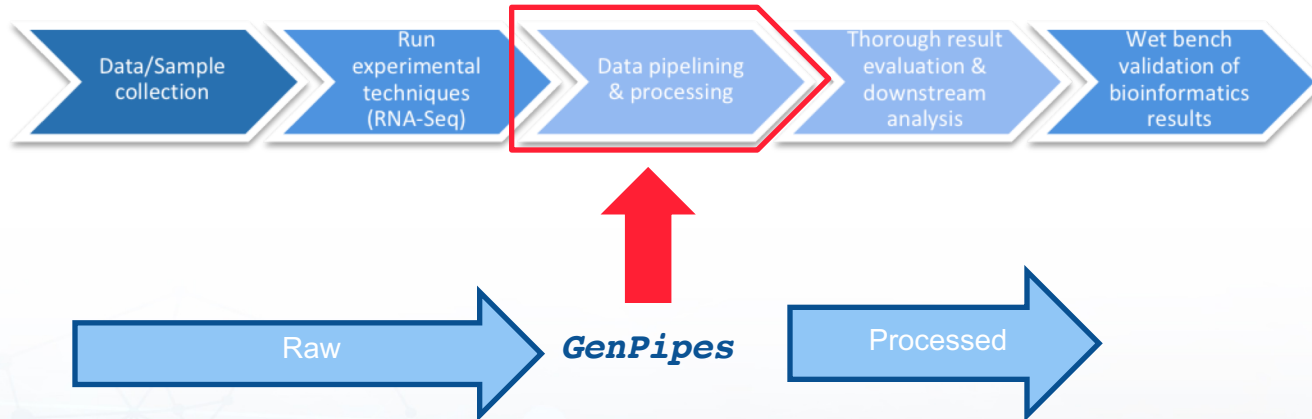 Data/Sample
collection
Run
experimental
techniques
(RNA-Seq)
Data pipelining
& processing
Thorough result
evaluation &
downstream
analysis
Wet bench
validation of
bioinformatics
results
Raw
GenPipes
Processed